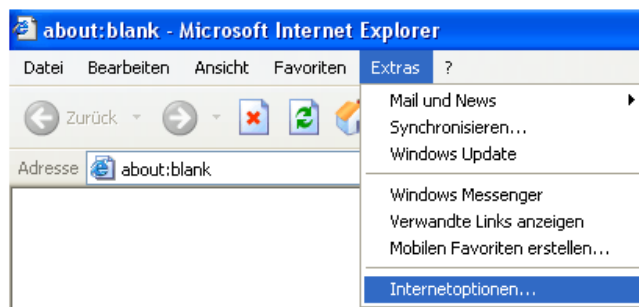 about:blank - Microsoft Internet Explorer
Datei Bearbeiten Ansicht Favoriten Extras ?
Zurück
Adresse about:blank
Mail und News
Synchronisieren...
Windows Update
Windows Messenger
Verwandte Links anzeigen
Mobilen Favoriten erstellen...
Internetoptionen...